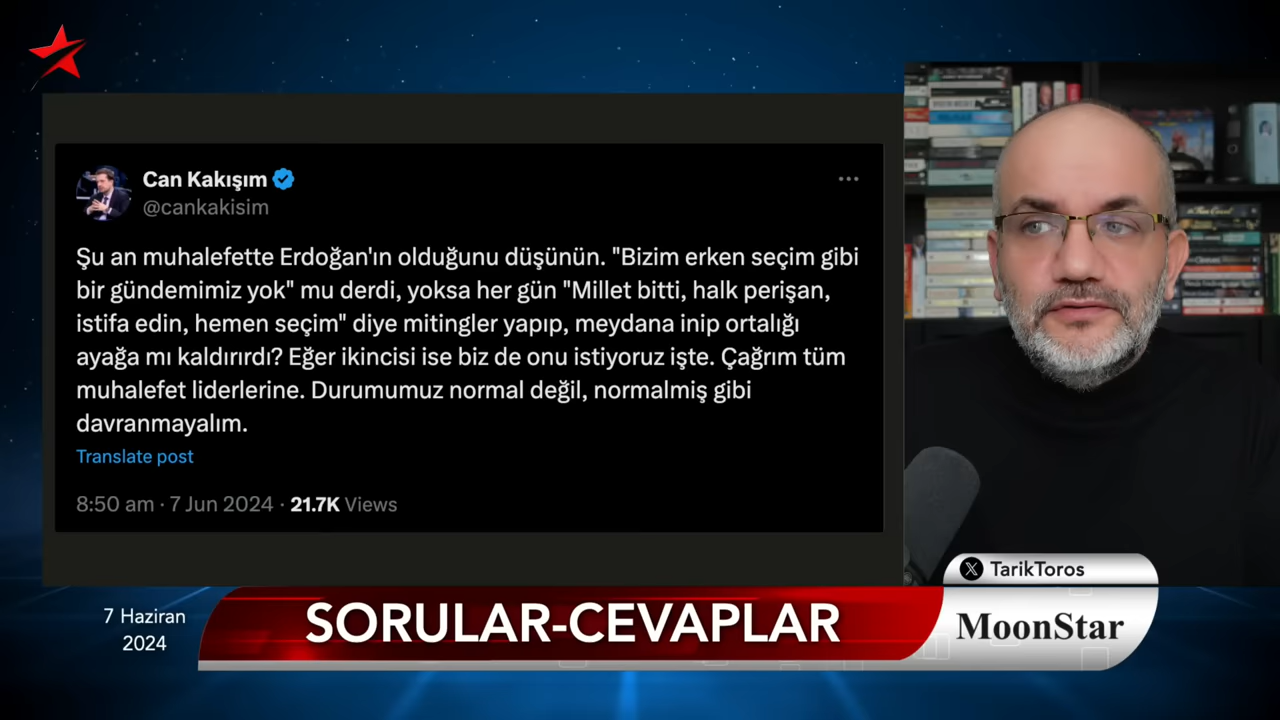 Can Kakışım
@cankakisim
Şu an muhalefette Erdoğan'ın olduğunu düşünün. "Bizim erken seçim gibi
bir gündemimiz yok" mu derdi, yoksa her gün "Millet bitti, halk perişan,
istifa edin, hemen seçim" diye mitingler yapıp, meydana inip ortalığı
ayağa mı kaldırırdı? Eğer ikincisi ise biz de onu istiyoruz işte. Çağrım tüm
muhalefet liderlerine. Durumumuz normal değil, normalmiş gibi
davranmayalım.
Translate post
8:50 am · 7 Jun 2024 · 21.7K Views
TarikToros
7 Haziran
2024
SORULAR-CEVAPLAR
MoonStar